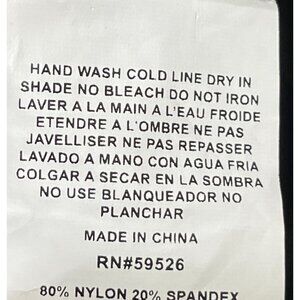 HAND WASH COLD LINE DRY IN
SHADE NO BLEACH DO NOT IRON
LAVER A LA MAIN A L'EAU FROIDE
ETENDRE A L'OMBRE NE PAS
JAVELLISER NE PAS REPASSER
LAVADO A MANO CON AGUA FRIA
COLGAR A SECAR EN LA SOMBRA
NO USE BLANQUEADOR NO
PLANCHAR
MADE IN CHINA
RN#59526
80% NYLON 20% SPANDEX